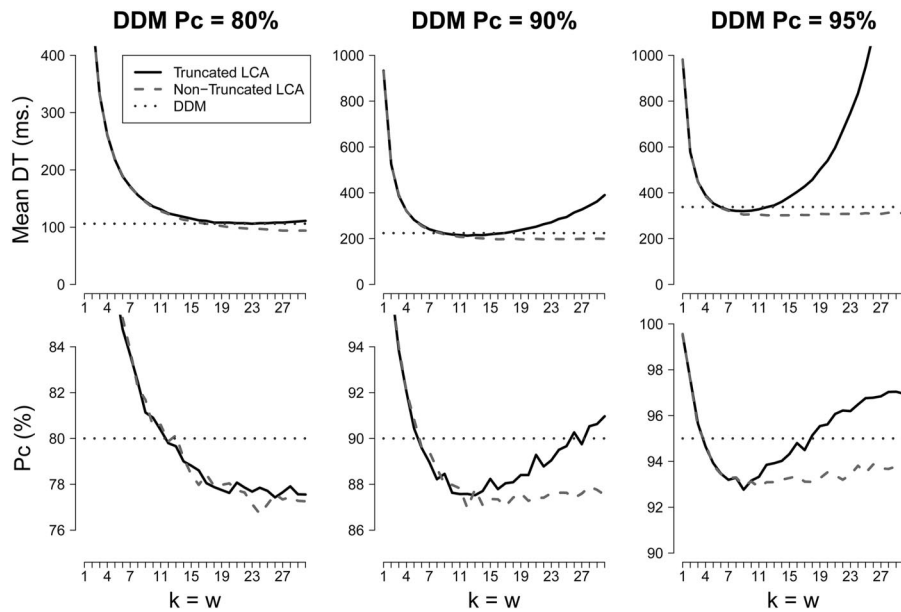 DDM Pc = 80% DDM Pc = 90% DDM Pc = 95%
Mean DT (ms.)
400
300
200
100
0
Truncated LCA
Non-Truncated LCA
DDM
1 4 7 11 15 19 23 27
1000
800
600
400
200
0
1 4 7 11 15 19 23 27
1000
800
600
400
200
0
1 4 7 11 15 19 23 27
Pc (%)
84
82
80
78
76
1 4 7 11 15 19 23 27
k = w
94
92
90
88
86
1 4 7 11 15 19 23 27
k = w
100
98
96
94
92
90
1 4 7 11 15 19 23 27
k = w